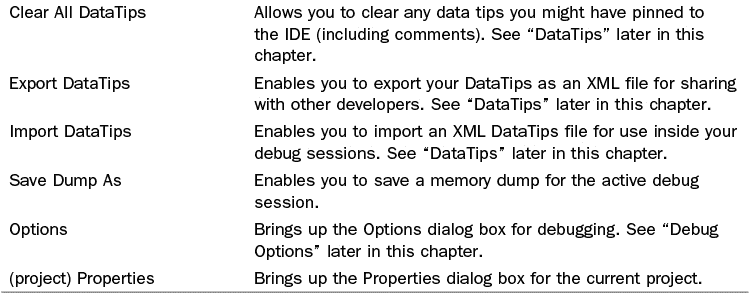 Clear All DataTips Allows you to clear any data tips you might have pinned to
the IDE (including comments). See “DataTips” later in this
chapter.
Export DataTips Enables you to export your DataTips as an XML file for sharing
with other developers. See “DataTips” later in this chapter.
Import DataTips Enables you to import an XML DataTips file for use inside your
debug sessions. See “DataTips” later in this chapter.
Save Dump As Enables you to save a memory dump for the active debug
session.
Options Brings up the Options dialog box for debugging. See “Debug
Options” later in this chapter.
(project) Properties Brings up the Properties dialog box for the current project.